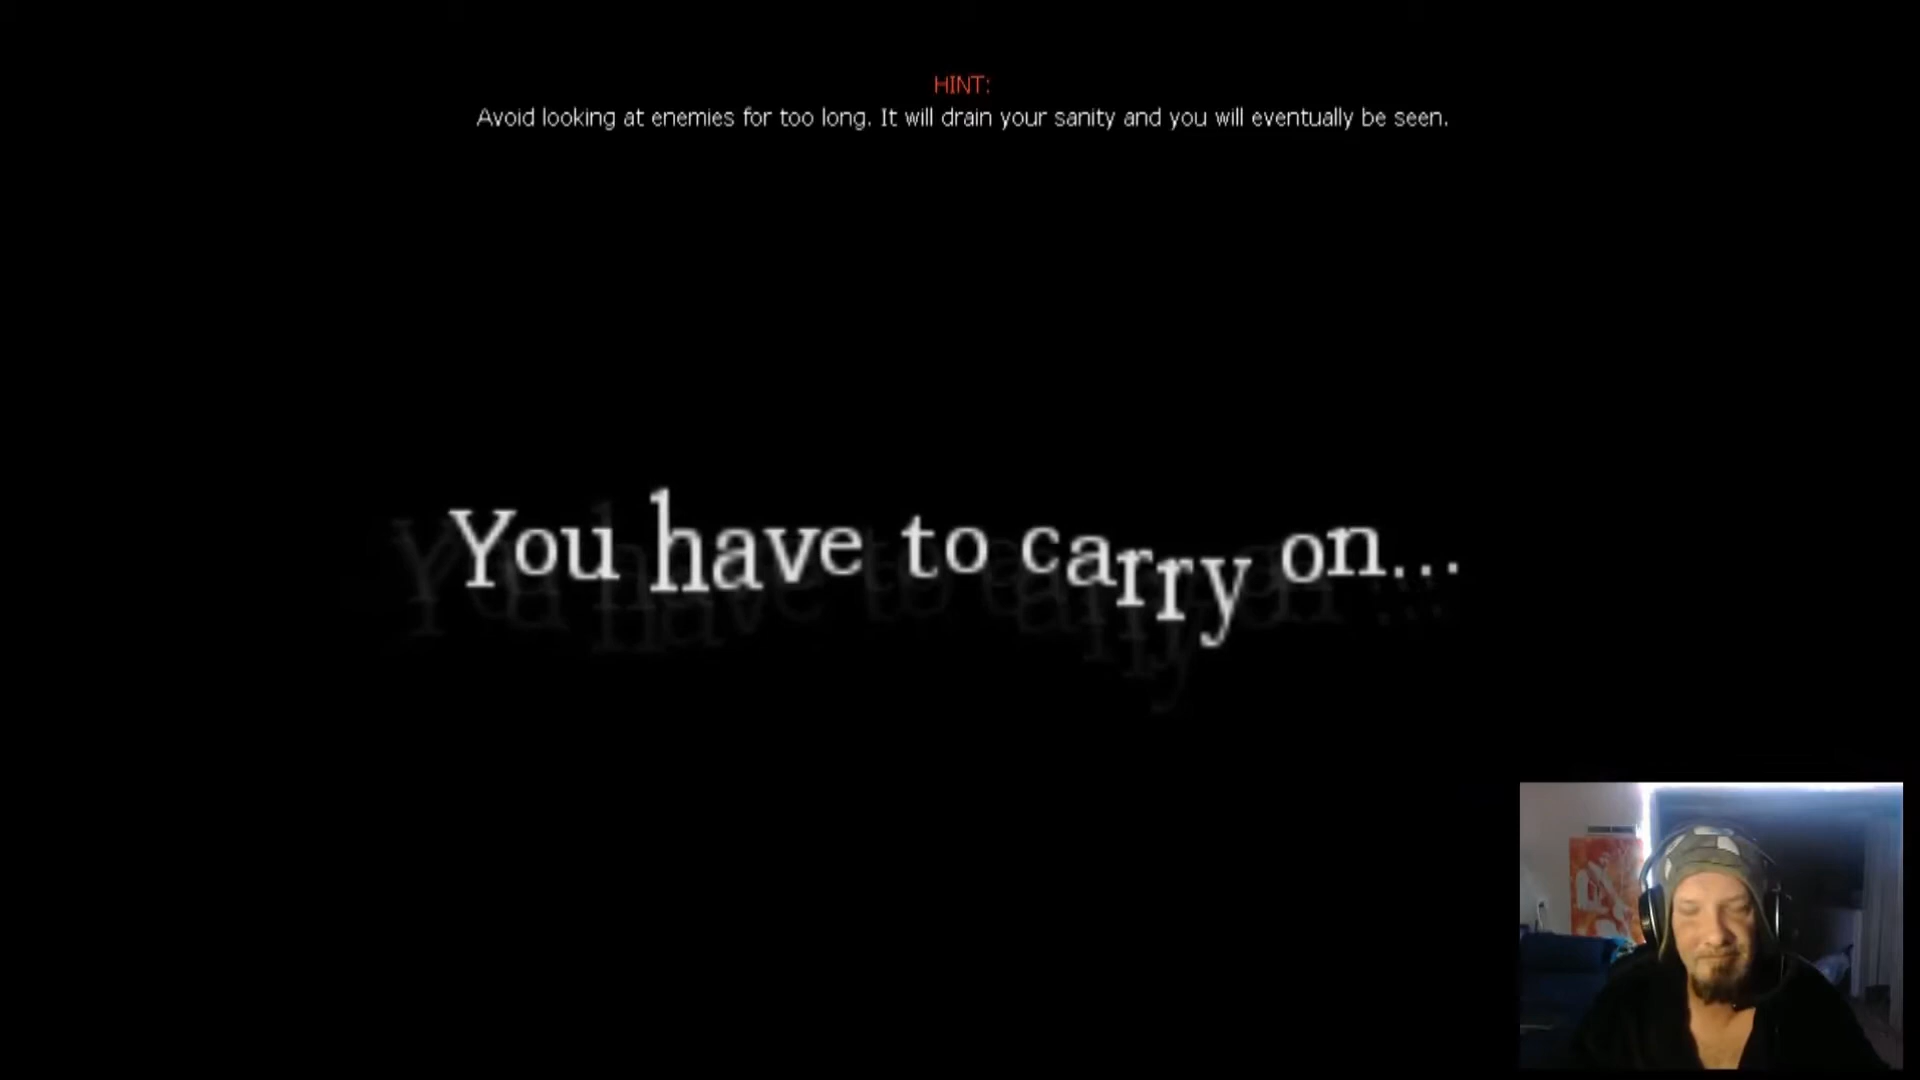 HINT:
Avoid looking at enemies for too long. It will drain your sanity and you will eventually be seen.
You have to carry on...